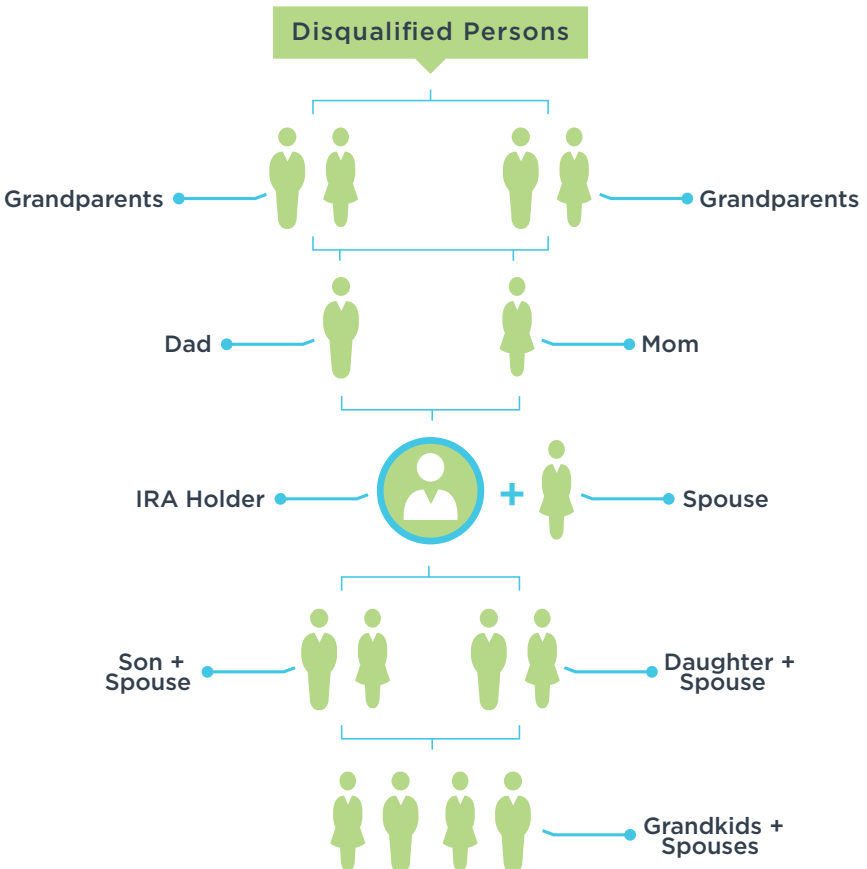 Disqualified Persons
Grandparents
Grandparents
Dad
Mom
IRA Holder
Spouse
Son +
Spouse
Daughter +
Spouse
Grandkids +
Spouses